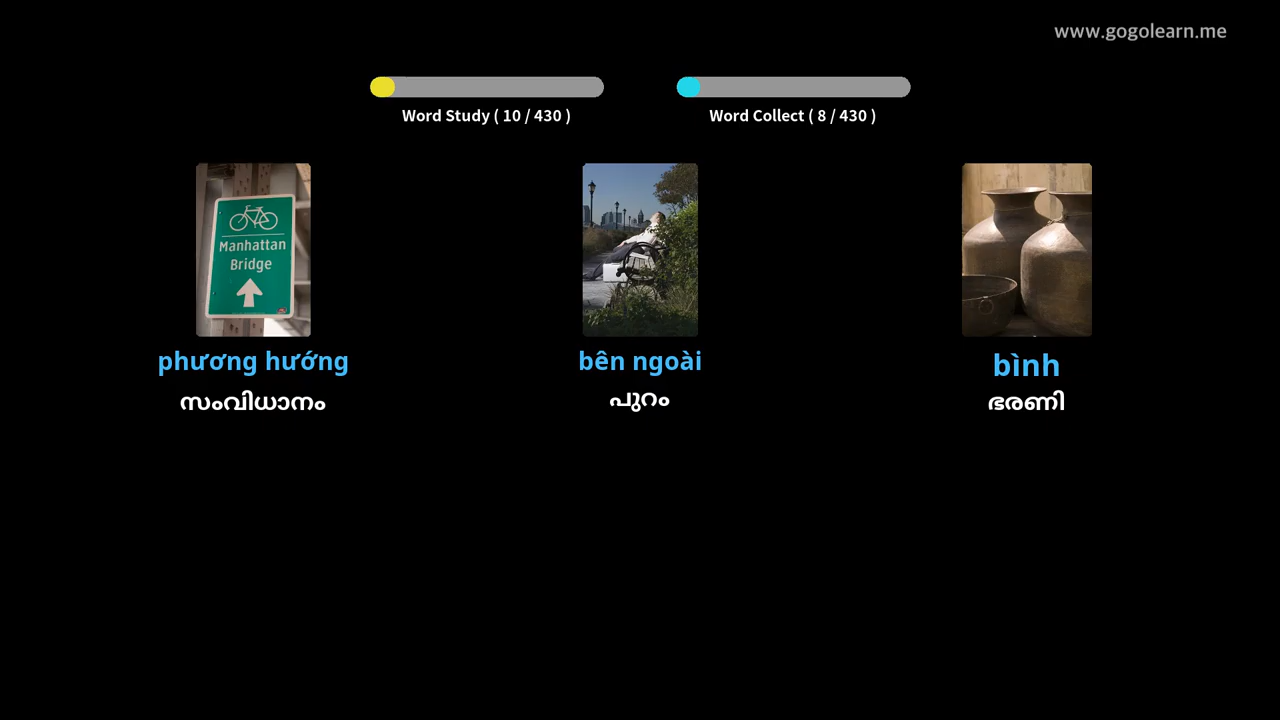 www.gogolearn.me
Word Study ( 10 / 430 )
Word Collect ( 8 / 430 )
Manhattan
Bridge
phương hướng
bên ngoài
bình
സംവിധാനം
പുറം
ഭരണി